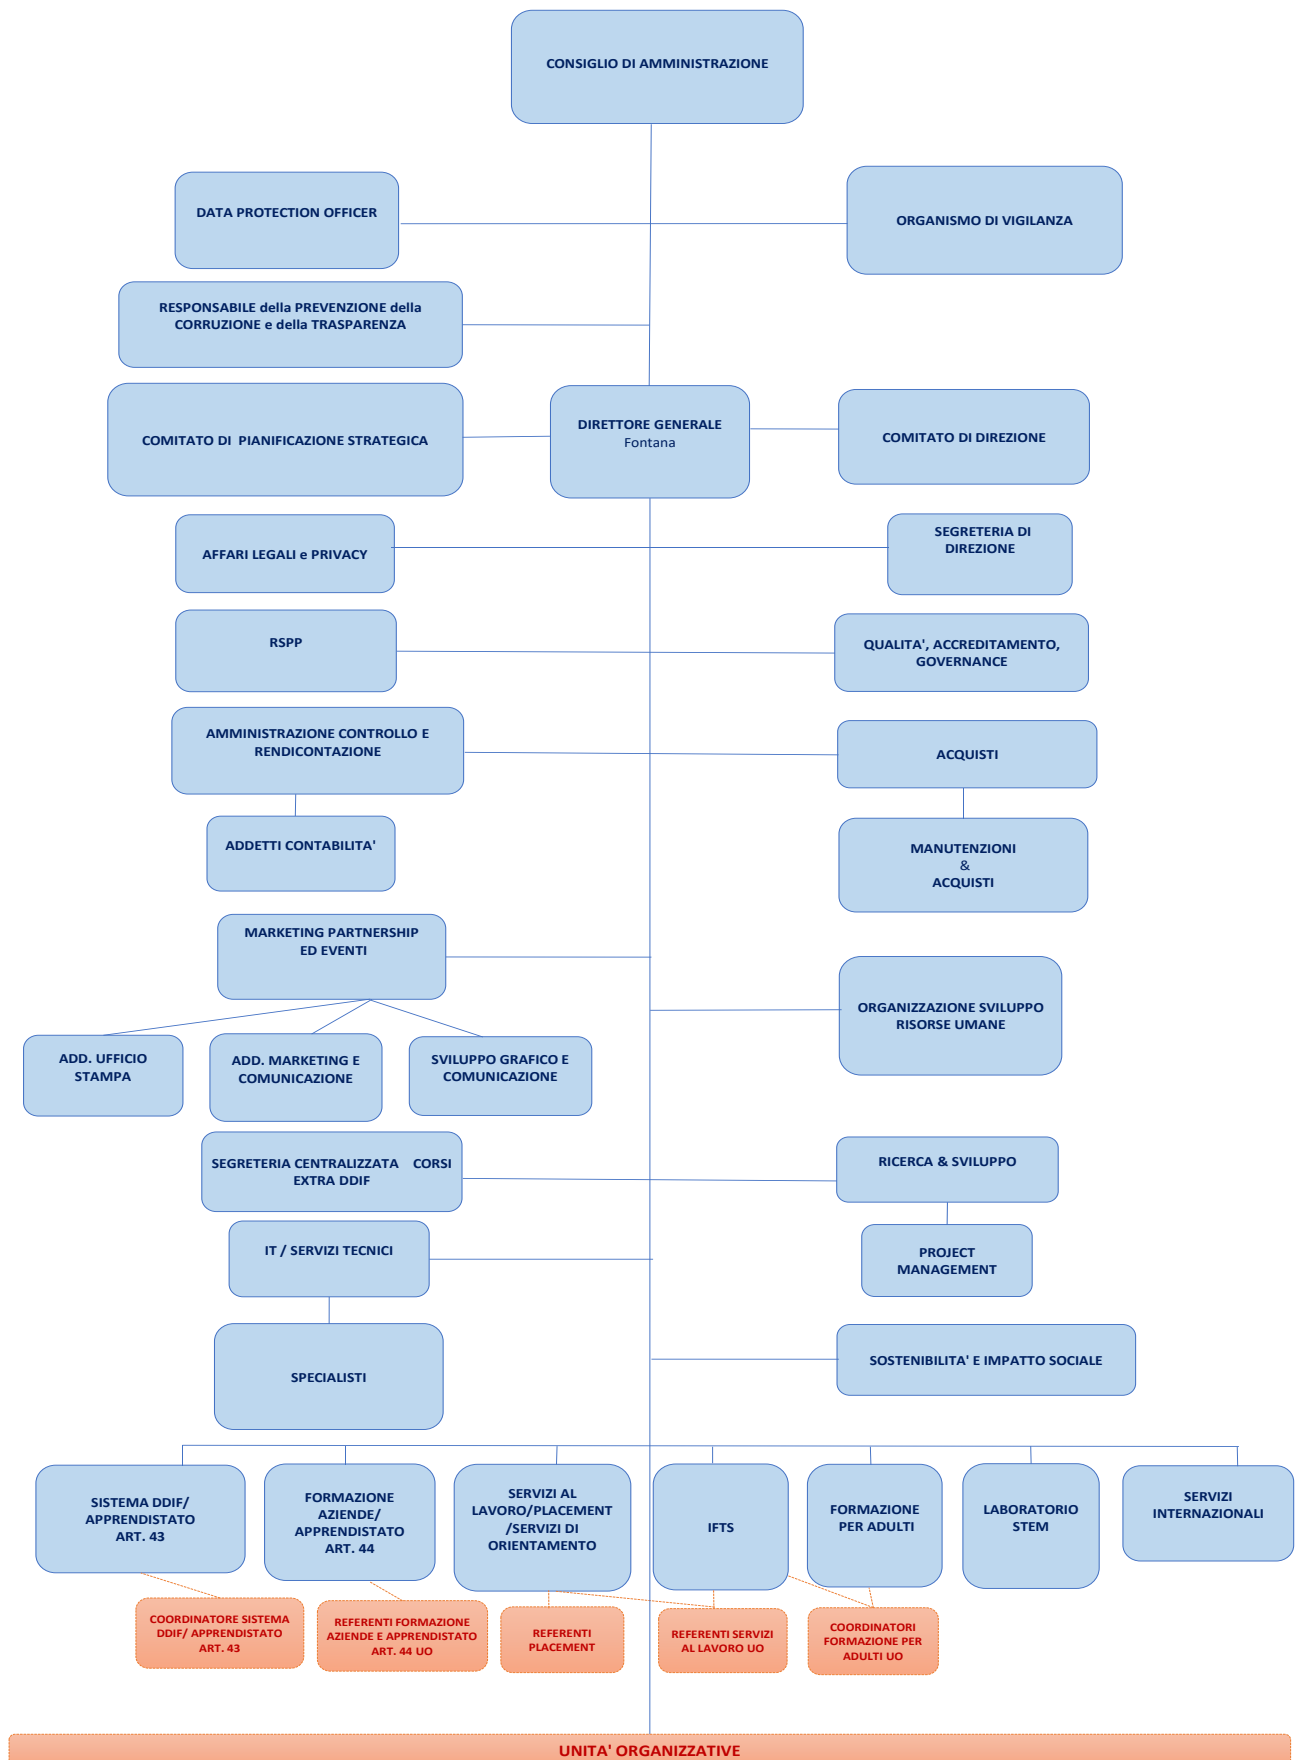 CONSIGLIO DI AMMINISTRAZIONE
DATA PROTECTION OFFICER
ORGANISMO DI VIGILANZA
RESPONSABILE della PREVENZIONE della
CORRUZIONE e della TRASPARENZA
COMITATO DI PIANIFICAZIONE STRATEGICA
DIRETTORE GENERALE
Fontana
COMITATO DI DIREZIONE
AFFARI LEGALI e PRIVACY
SEGRETERIA DI
DIREZIONE
RSPP
QUALITA', ACCREDITAMENTO,
GOVERNANCE
AMMINISTRAZIONE CONTROLLO E
RENDICONTAZIONE
ACQUISTI
ADDETTI CONTABILITA'
MANUTENZIONI
&
ACQUISTI
MARKETING PARTNERSHIP
ED EVENTI
ORGANIZZAZIONE SVILUPPO
RISORSE UMANE
ADD. UFFICIO
STAMPA
ADD. MARKETING E
COMUNICAZIONE
SVILUPPO GRAFICO E
COMUNICAZIONE
SEGRETERIA CENTRALIZZATA CORSI
EXTRA DDIF
RICERCA & SVILUPPO
IT / SERVIZI TECNICI
PROJECT
MANAGEMENT
SPECIALISTI
SOSTENIBILITA' E IMPATTO SOCIALE
SISTEMA DDIF/
APPRENDISTATO
ART. 43
FORMAZIONE
AZIENDE/
APPRENDISTATO
ART. 44
SERVIZI AL
LAVORO/PLACEMENT
/SERVIZI DI
ORIENTAMENTO
IFTS
FORMAZIONE
PER ADULTI
LABORATORIO
STEM
SERVIZI
INTERNAZIONALI
COORDINATORE SISTEMA
DDIF/ APPRENDISTATO
ART. 43
REFERENTI FORMAZIONE
AZIENDE E APPRENDISTATO
ART. 44 UO
REFERENTI
PLACEMENT
REFERENTI SERVIZI
AL LAVORO UO
COORDINATORI
FORMAZIONE PER
ADULTI UO
UNITA' ORGANIZZATIVE